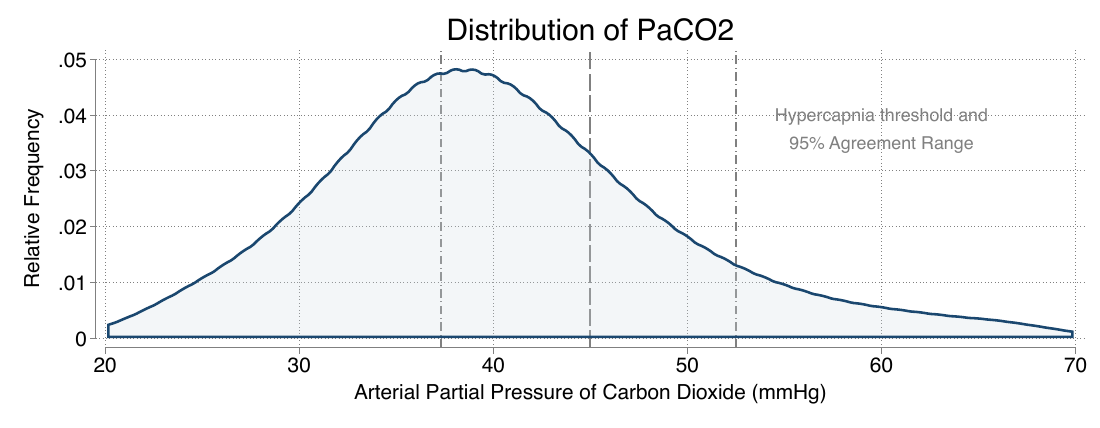 Distribution of PaCO2
.05
.04
.03
.02
.01
0
Relative Frequency
Hypercapnia threshold and
95% Agreement Range
20 30 40 50 60 70
Arterial Partial Pressure of Carbon Dioxide (mmHg)